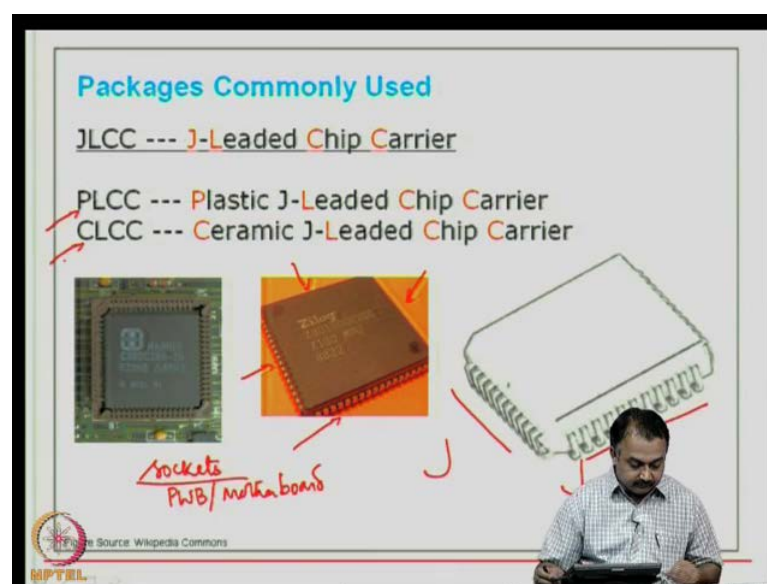 Packages Commonly Used
JLCC --- J-Leaded Chip Carrier
PLCC --- Plastic J-Leaded Chip Carrier
CLCC --- Ceramic J-Leaded Chip Carrier
Zilog
Sockets
PWB/Motherboard
J
Source: Wikipedia Commons
NPTEL